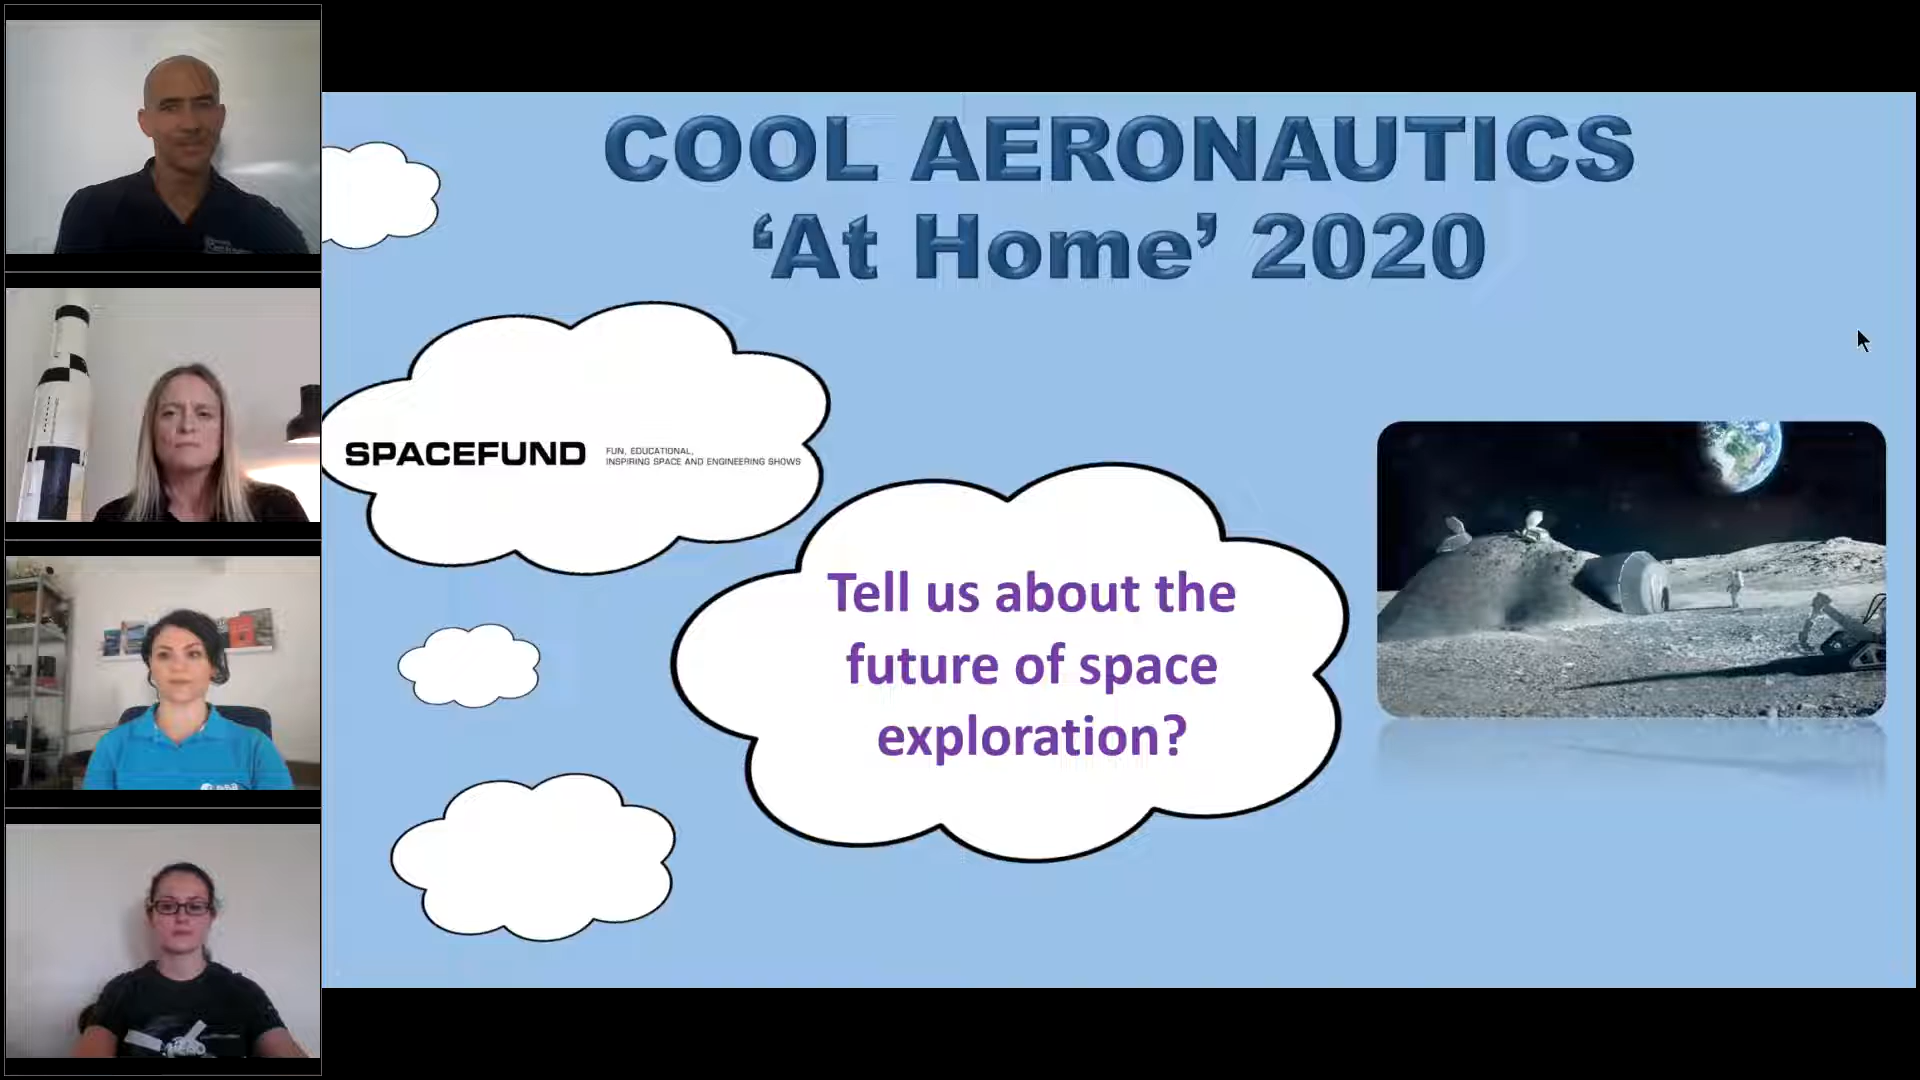 COOL AERONAUTICS
‘At Home’ 2020
SPACEFUND
FUN, EDUCATIONAL,
INSPIRING SPACE AND ENGINEERING SHOWS
Tell us about the
future of space
exploration?